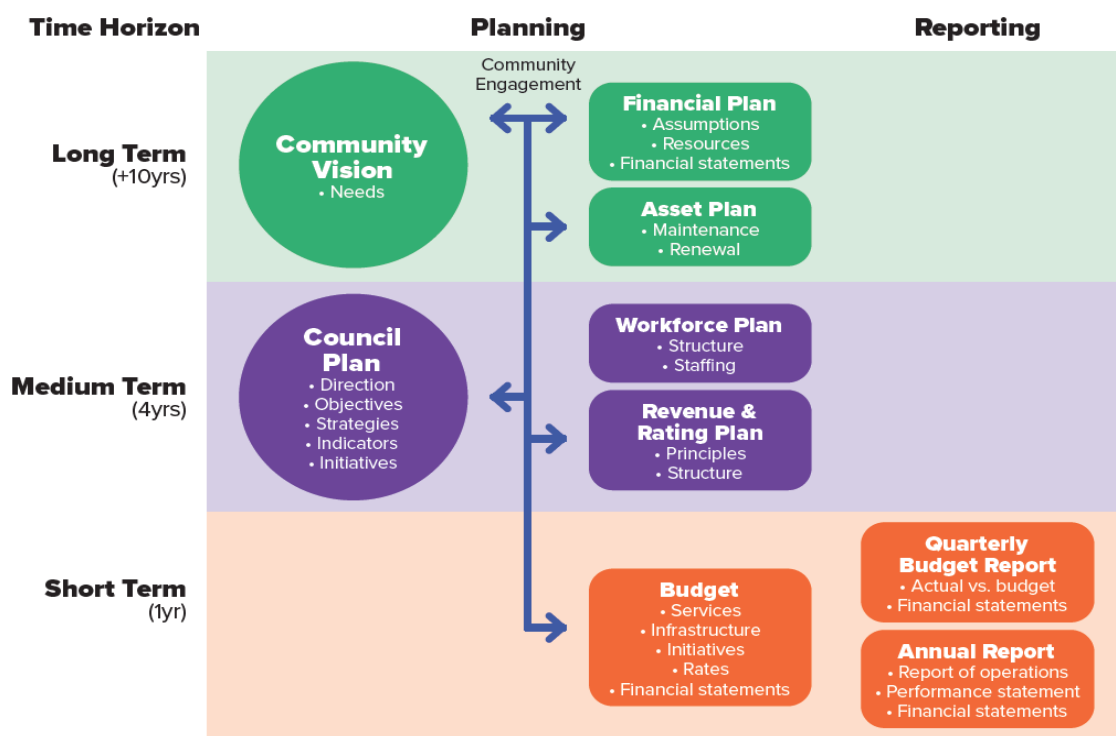 Time Horizon
Planning
Reporting
Community
Engagement
Long Term
(+10yrs)
Community
Vision
• Needs
Financial Plan
• Assumptions
• Resources
• Financial statements
Asset Plan
• Maintenance
• Renewal
Medium Term
(4yrs)
Council
Plan
• Direction
• Objectives
• Strategies
• Indicators
• Initiatives
Workforce Plan
• Structure
• Staffing
Revenue &
Rating Plan
• Principles
• Structure
Short Term
(1yr)
Budget
• Services
• Infrastructure
• Initiatives
• Rates
• Financial statements
Quarterly
Budget Report
• Actual vs. budget
• Financial statements
Annual Report
• Report of operations
• Performance statement
• Financial statements